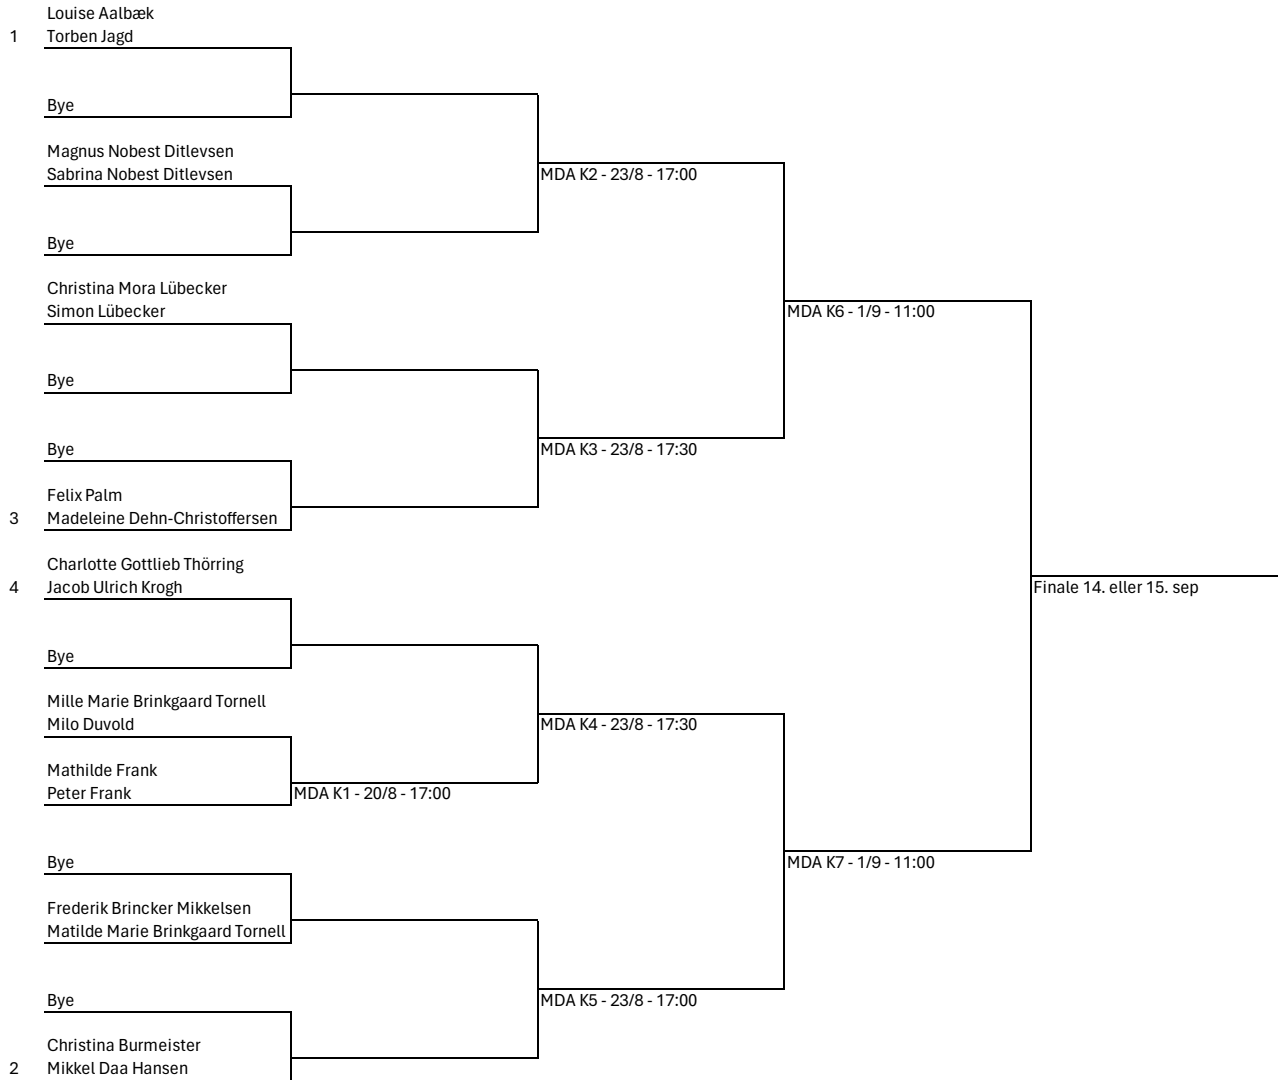 Louise Aalbæk
1 Torben Jagd
Bye
Magnus Nobest Ditlevsen
Sabrina Nobest Ditlevsen
MDA K2 - 23/8 - 17:00
Bye
Christina Mora Lübecker
Simon Lübecker
MDA K6 - 1/9 - 11:00
Bye
Bye
MDA K3 - 23/8 - 17:30
Felix Palm
3 Madeleine Dehn-Christoffersen
Charlotte Gottlieb Thörring
4 Jacob Ulrich Krogh
Finale 14. eller 15. sep
Bye
Mille Marie Brinkgaard Tornell
Milo Duvold
MDA K4 - 23/8 - 17:30
Mathilde Frank
Peter Frank
MDA K1 - 20/8 - 17:00
Bye
MDA K7 - 1/9 - 11:00
Frederik Brincker Mikkelsen
Matilde Marie Brinkgaard Tornell
Bye
MDA K5 - 23/8 - 17:00
Christina Burmeister
2 Mikkel Daa Hansen